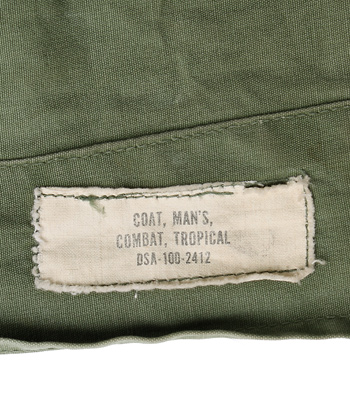 COAT, MAN'S,
COMBAT, TROPICAL
DSA-100-2412